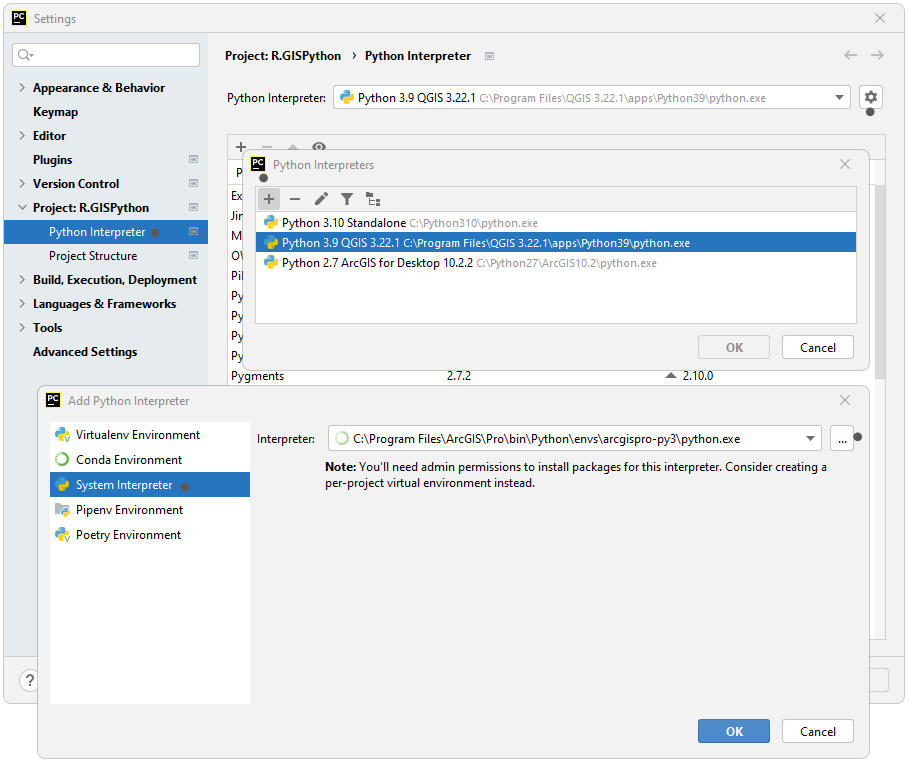 PC Settings
Project: R.GISPython › Python Interpreter
Appearance & Behavior
Keymap
Editor
Plugins
Version Control
Project: R.GISPython
Python Interpreter
Project Structure
Build, Execution, Deployment
Languages & Frameworks
Tools
Advanced Settings
Python Interpreter: Python 3.9 QGIS 3.22.1 C:\Program Files\QGIS 3.22.1\apps\Python39\python.exe
P
Ex
Jin
M
Pil
Py
Py
Py
Py
Pygments 2.7.2 2.10.0
PC Python Interpreters
Python 3.10 Standalone C:\Python310\python.exe
Python 3.9 QGIS 3.22.1 C:\Program Files\QGIS 3.22.1\apps\Python39\python.exe
Python 2.7 ArcGIS for Desktop 10.2.2 C:\Python27\ArcGIS10.2\python.exe
OK Cancel
PC Add Python Interpreter
Virtualenv Environment
Conda Environment
System Interpreter
Pipenv Environment
Poetry Environment
Interpreter: C:\Program Files\ArcGIS\Pro\bin\Python\envs\arcgispro-py3\python.exe ...
Note: You'll need admin permissions to install packages for this interpreter. Consider creating a
per-project virtual environment instead.
?
OK Cancel